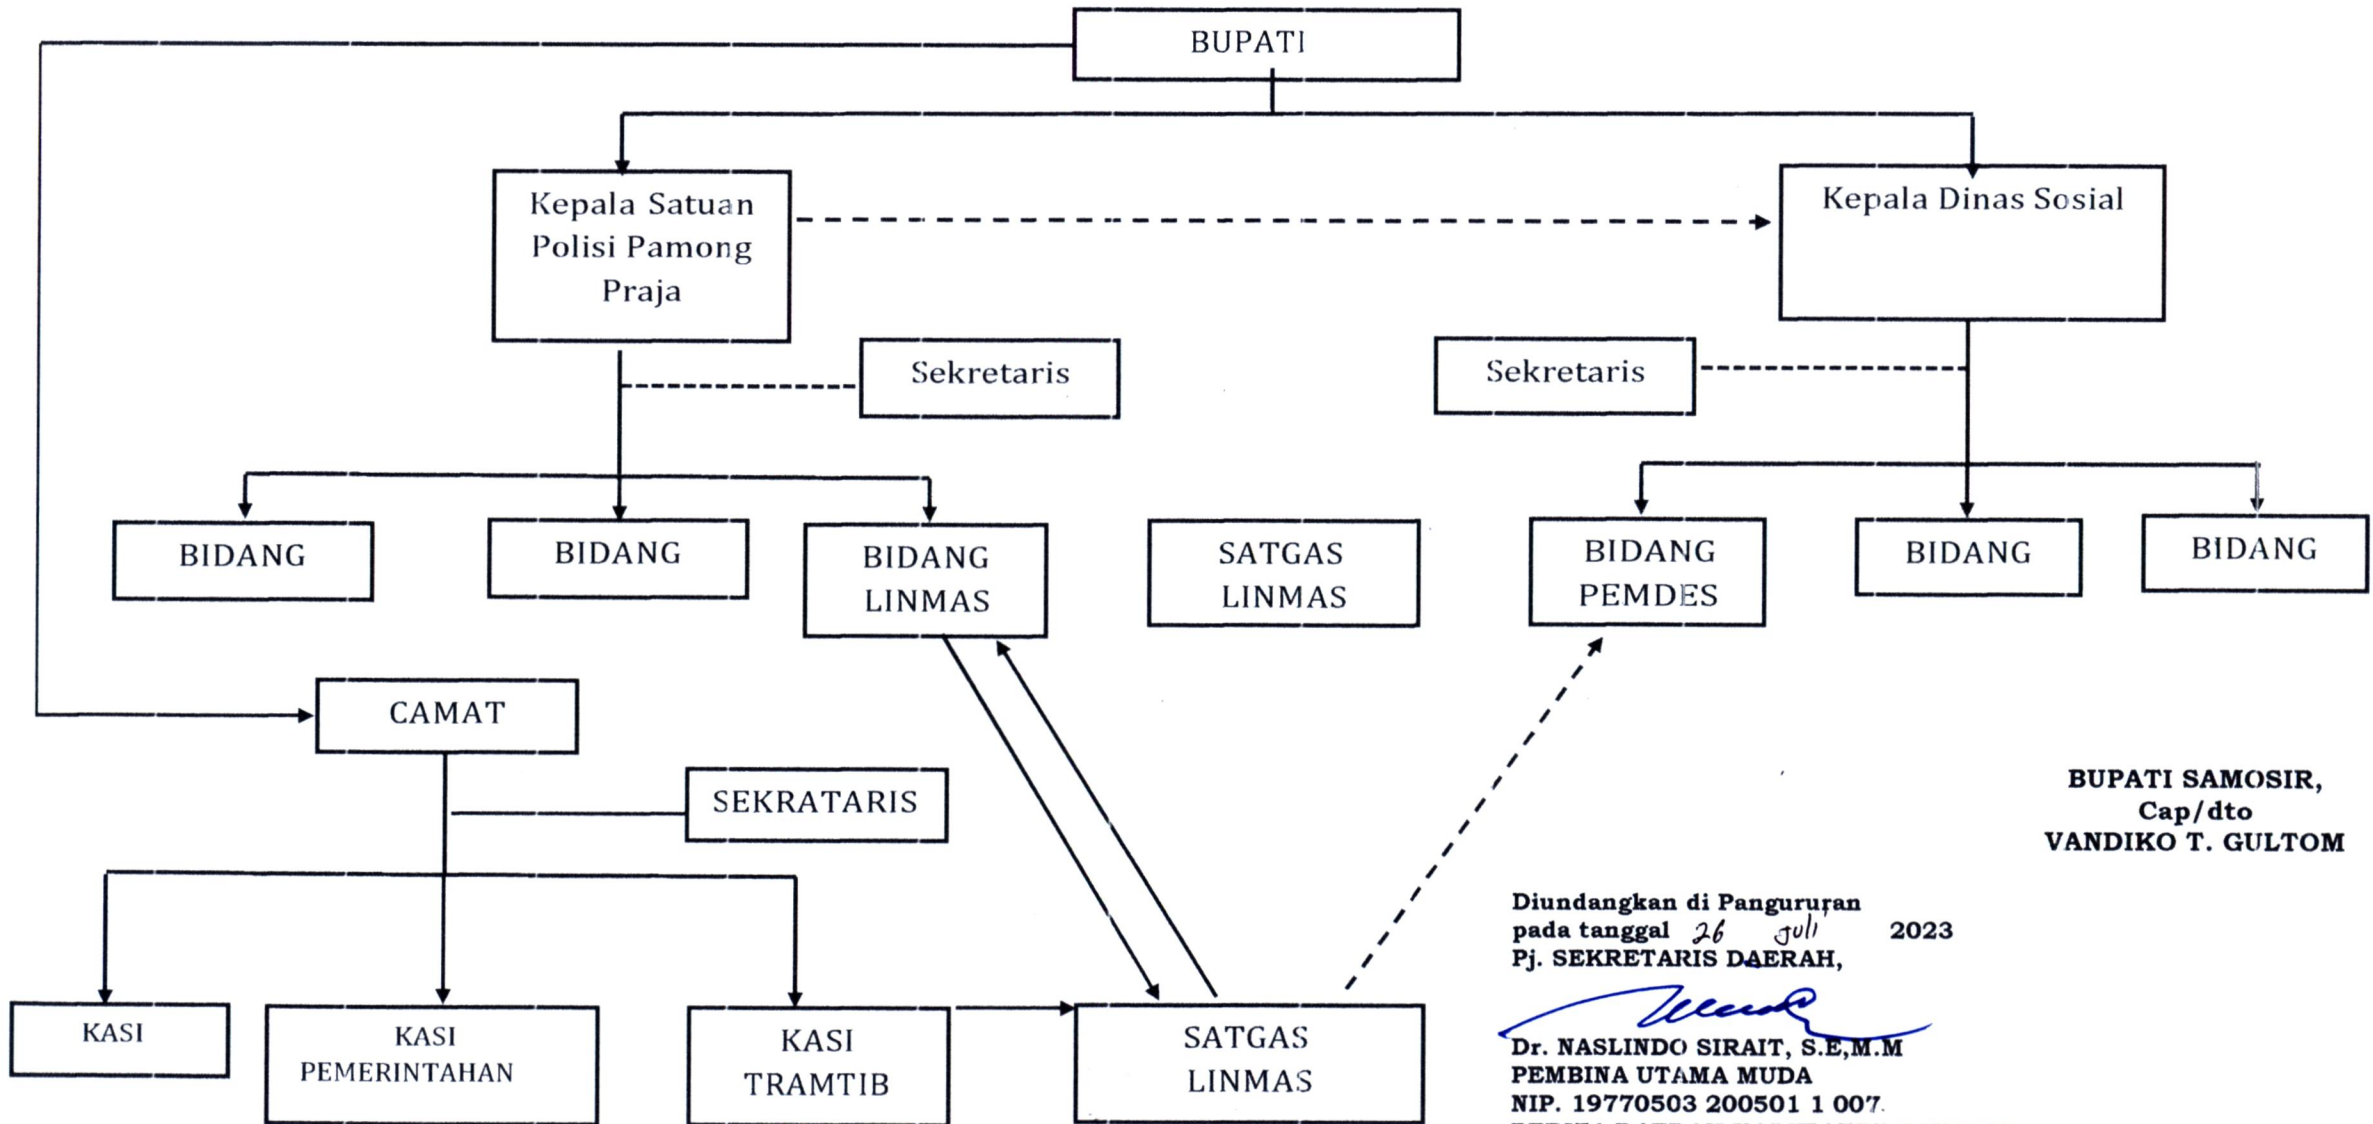 BUPATI
Kepala Satuan
Polisi Pamong
Praja
Kepala Dinas Sosial
Sekretaris
Sekretaris
BIDANG
BIDANG
BIDANG
LINMAS
SATGAS
LINMAS
BIDANG
PEMDES
BIDANG
BIDANG
CAMAT
SEKRATARIS
KASI
KASI
PEMERINTAHAN
KASI
TRAMTIB
SATGAS
LINMAS
BUPATI SAMOSIR,
Cap/dto
VANDIKO T. GULTOM
Diundangkan di Pangururan
pada tanggal 26 Juli 2023
Pj. SEKRETARIS DAERAH,
Dr. NASLINDO SIRAIT, S.E,M.M
PEMBINA UTAMA MUDA
NIP. 19770503 200501 1 007